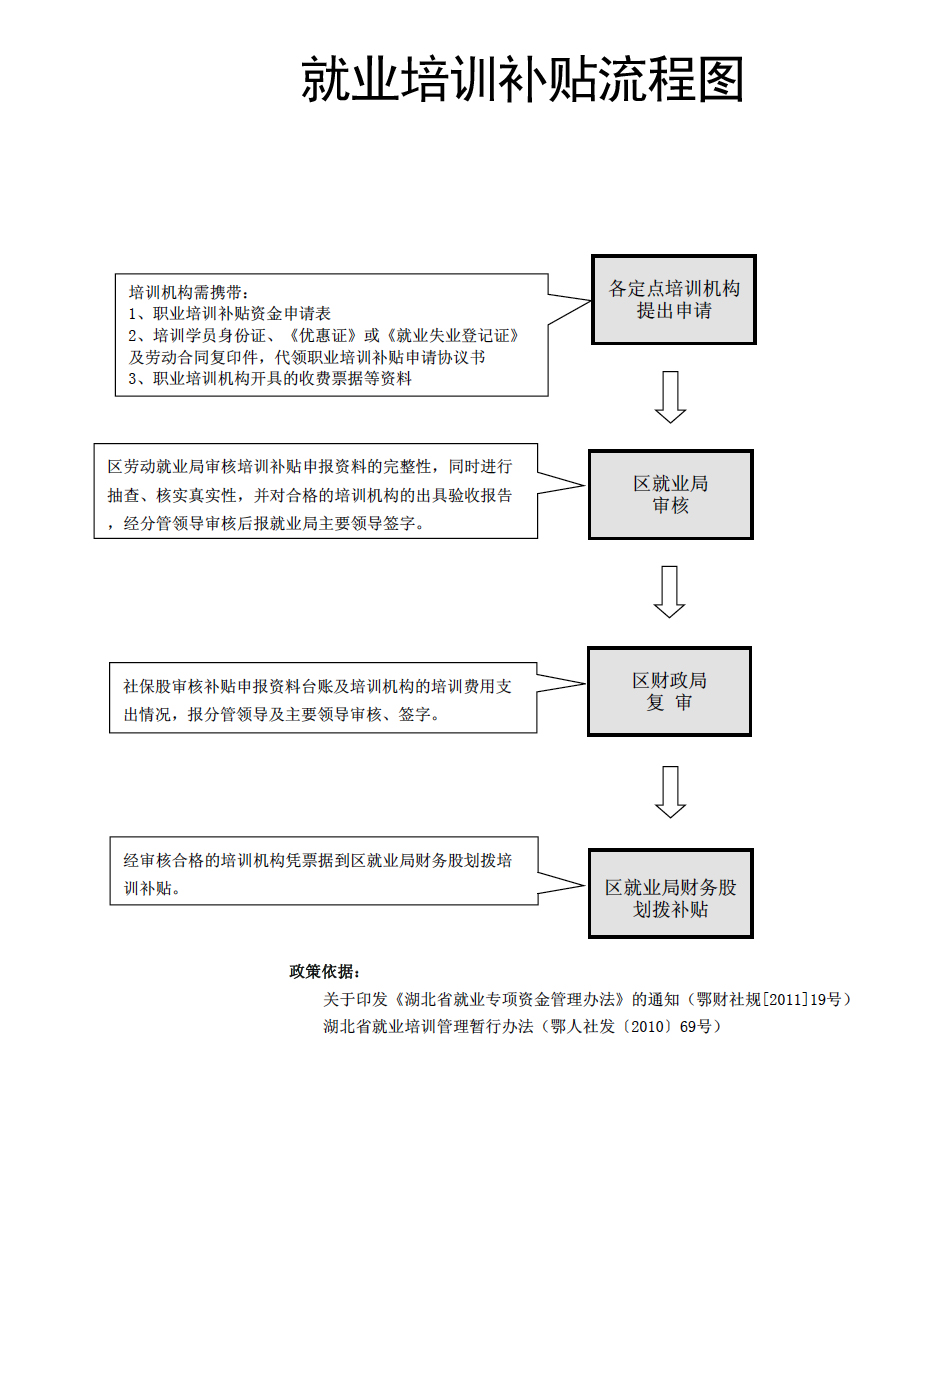 就业培训补贴流程图
培训机构需携带：
1、职业培训补贴资金申请表
2、培训学员身份证、《优惠证》或《就业失业登记证》
及劳动合同复印件，代领职业培训补贴申请协议书
3、职业培训机构开具的收费票据等资料
各定点培训机构
提出申请
区劳动就业局审核培训补贴申报资料的完整性，同时进行
抽查、核实真实性，并对合格的培训机构的出具验收报告
，经分管领导审核后报就业局主要领导签字。
区就业局
审核
社保股审核补贴申报资料台账及培训机构的培训费用支
出情况，报分管领导及主要领导审核、签字。
区财政局
复 审
经审核合格的培训机构凭票据到区就业局财务股划拨培
训补贴。
区就业局财务股
划拨补贴
政策依据：
关于印发《湖北省就业专项资金管理办法》的通知（鄂财社规[2011]19号）
湖北省就业培训管理暂行办法（鄂人社发〔2010〕69号）